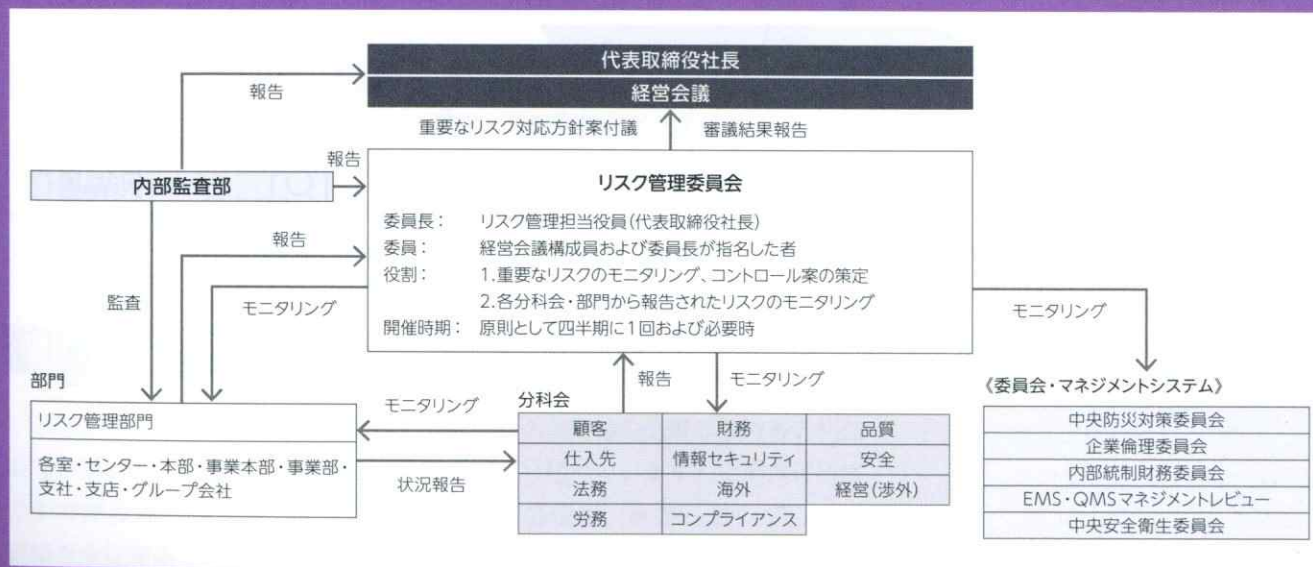 代表取締役社長
報告
経営会議
重要なリスク対応方針案付議
審議結果報告
報告
内部監査部
リスク管理委員会
委員長： リスク管理担当役員(代表取締役社長)
報告
委員： 経営会議構成員および委員長が指名した者
役割： 1.重要なリスクのモニタリング、コントロール案の策定
監査
モニタリング
2.各分科会・部門から報告されたリスクのモニタリング
モニタリング
開催時期： 原則として四半期に1回および必要時
部門
報告
モニタリング
《委員会・マネジメントシステム》
モニタリング
分科会
リスク管理部門
顧客 財務 品質
中央防災対策委員会
各室・センター・本部・事業本部・事業部・
仕入先 情報セキュリティ 安全
企業倫理委員会
支社・支店・グループ会社
状況報告
法務 海外 経営(渉外)
内部統制財務委員会
労務 コンプライアンス
EMS・QMSマネジメントレビュー
中央安全衛生委員会